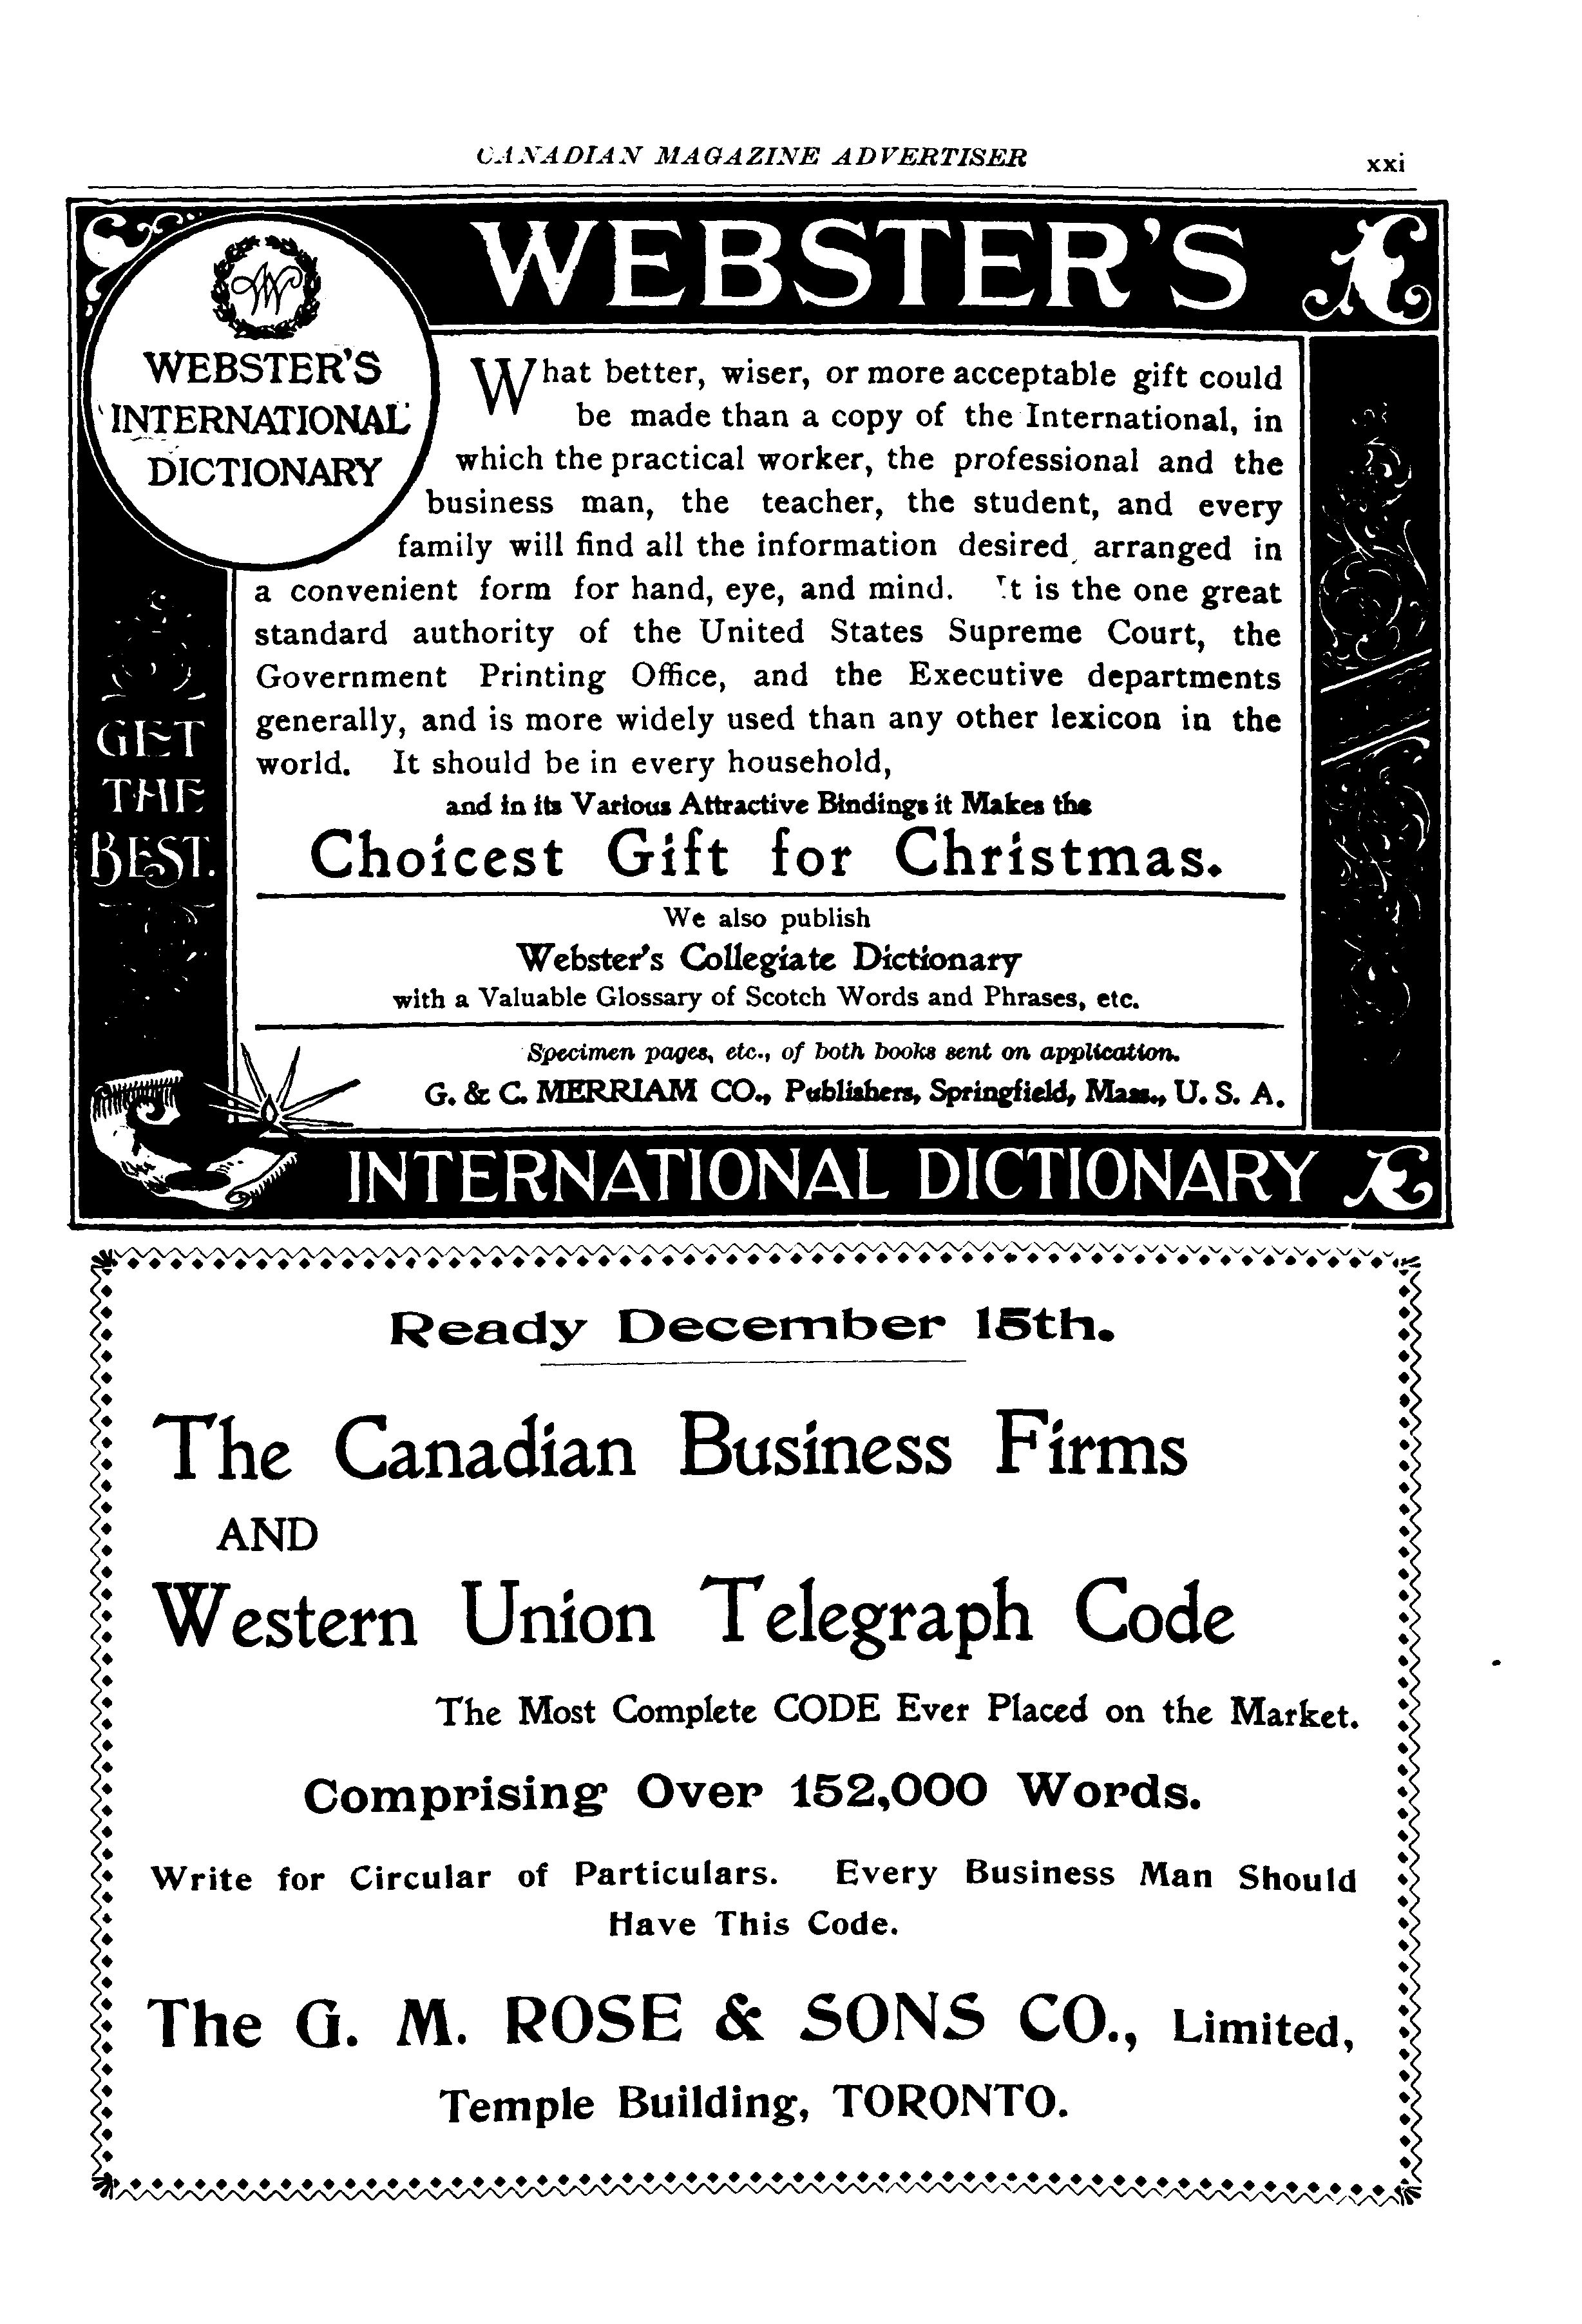 CANADIAN MAGAZINE ADVERTISER
xxi
WEBSTER'S
W
WEBSTER'S
INTERNATIONAL
DICTIONARY
GET
THE
BEST.
What better, wiser, or more acceptable gift could
be made than a copy of the International, in
which the practical worker, the professional and the
business man, the teacher, the student, and every
family will find all the information desired, arranged in
a convenient form for hand, eye, and mind. It is the one great
standard authority of the United States Supreme Court, the
Government Printing Office, and the Executive departments
generally, and is more widely used than any other lexicon in the
world. It should be in every household,
and in its Various Attractive Bindings it Makes the
Choicest Gift for Christmas.
We also publish
Webster's Collegiate Dictionary
with a Valuable Glossary of Scotch Words and Phrases, etc.
Specimen pages, etc., of both books sent on application.
G. & C. MERRIAM CO., Publishers, Springfield, Mass., U. S. A.
INTERNATIONAL DICTIONARY
Ready December 15th.
The Canadian Business Firms
AND
Western Union Telegraph Code
The Most Complete CODE Ever Placed on the Market.
Comprising Over 152,000 Words.
Write for Circular of Particulars. Every Business Man Should
Have This Code.
The G. M. ROSE & SONS CO., Limited,
Temple Building, TORONTO.